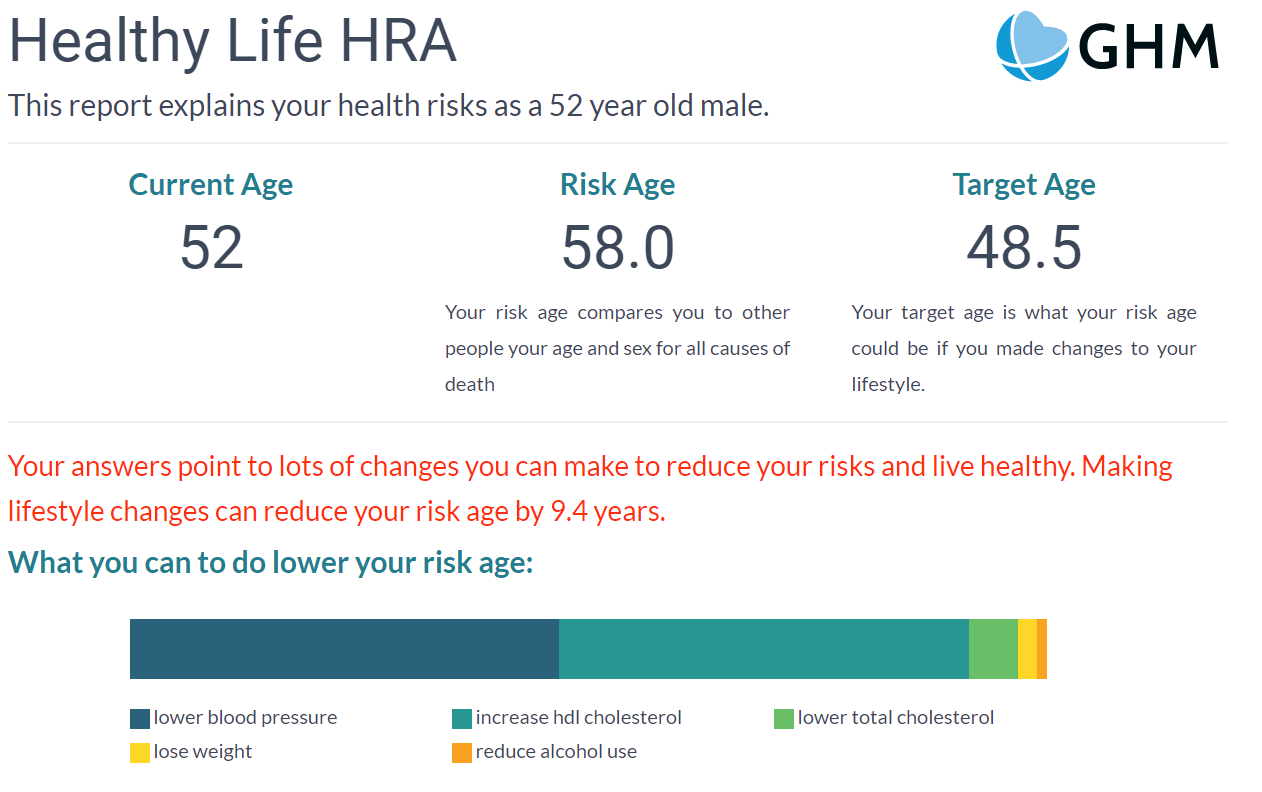 Healthy Life HRA
GHM
This report explains your health risks as a 52 year old male.
Current Age
Risk Age
Target Age
52
58.0
48.5
Your risk age compares you to other
people your age and sex for all causes of
death
Your target age is what your risk age
could be if you made changes to your
lifestyle.
Your answers point to lots of changes you can make to reduce your risks and live healthy. Making
lifestyle changes can reduce your risk age by 9.4 years.
What you can to do lower your risk age:
lower blood pressure
increase hdl cholesterol
lower total cholesterol
lose weight
reduce alcohol use